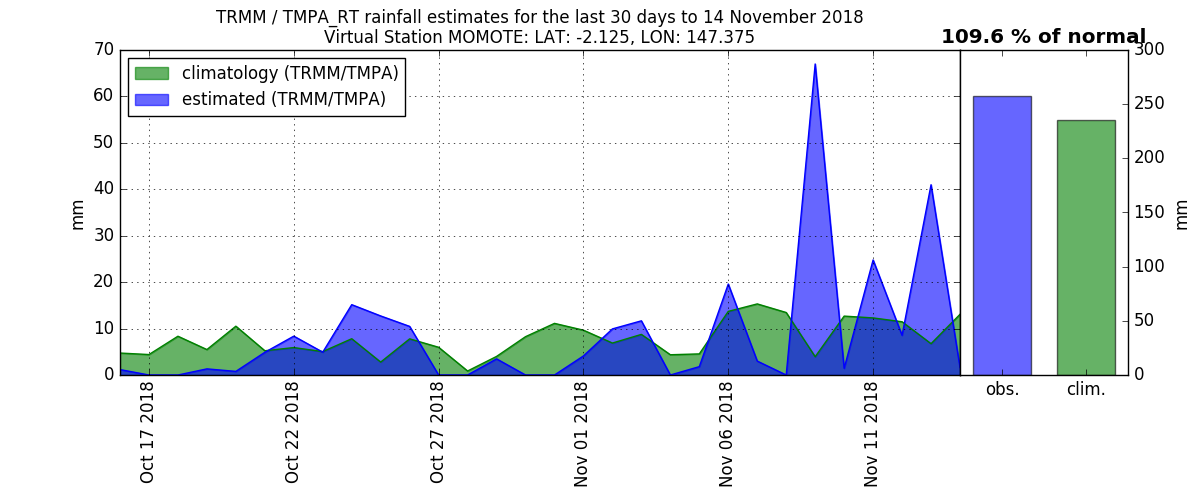 TRMM / TMPA_RT rainfall estimates for the last 30 days to 14 November 2018
Virtual Station MOMOTE: LAT: -2.125, LON: 147.375
109.6 % of normal
climatology (TRMM/TMPA)
estimated (TRMM/TMPA)
70
60
50
40
30
20
10
0
mm
Oct 17 2018
Oct 22 2018
Oct 27 2018
Nov 01 2018
Nov 06 2018
Nov 11 2018
300
250
200
150
100
50
0
mm
obs.
clim.